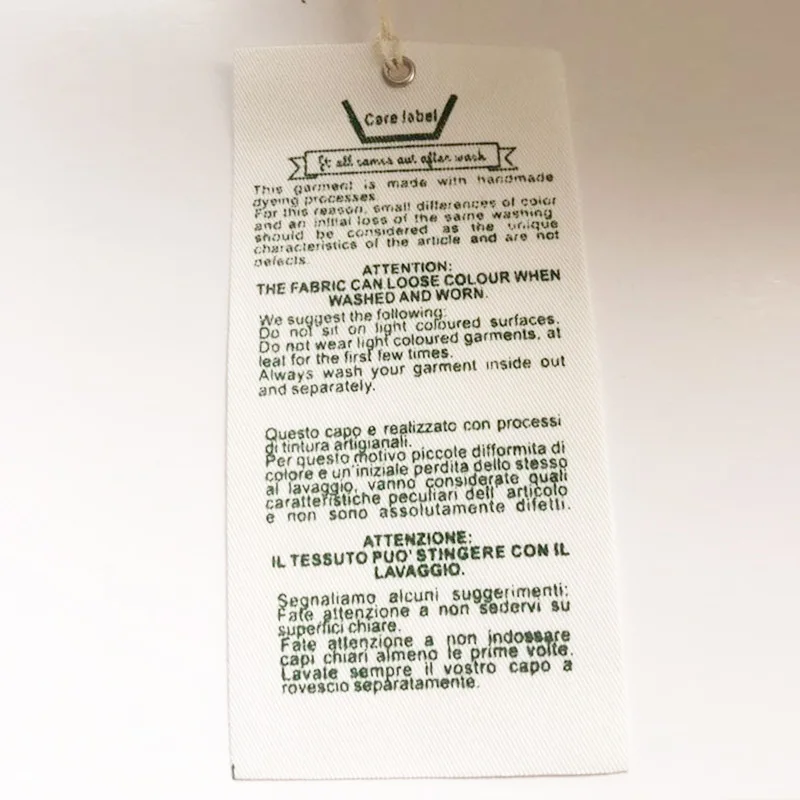 Care label
It all comes out after wash
This garment is made with handmade
dyeing processes
For this reason, small differences of color
and an initial loss of the same washing
should be considered as the unique
characteristics of the article and are not
defects.
ATTENTION:
THE FABRIC CAN LOOSE COLOUR WHEN
WASHED AND WORN.
We suggest the following:
Do not sit on light coloured surfaces.
Do not wear light coloured garments, at
leat for the first few times.
Always wash your garment inside out
and separately.
Questo capo e realizzato con processi
di tintura artigianali.
Per questo motivo piccole difformita di
colore e un'iniziale perdita dello stesso
al lavaggio, vanno considerate quali
caratteristiche peculiari dell' articolo
e non sono assolutamente difetti.
ATTENZIONE:
IL TESSUTO PUO' STINGERE CON IL
LAVAGGIO.
Segnaliamo alcuni suggerimenti:
Fate attenzione a non sedervi su
superfici chiare.
Fate attenzione a non indossare
capi chiari almeno le prime volte.
Lavate sempre il vostro capo a
rovescio separatamente.